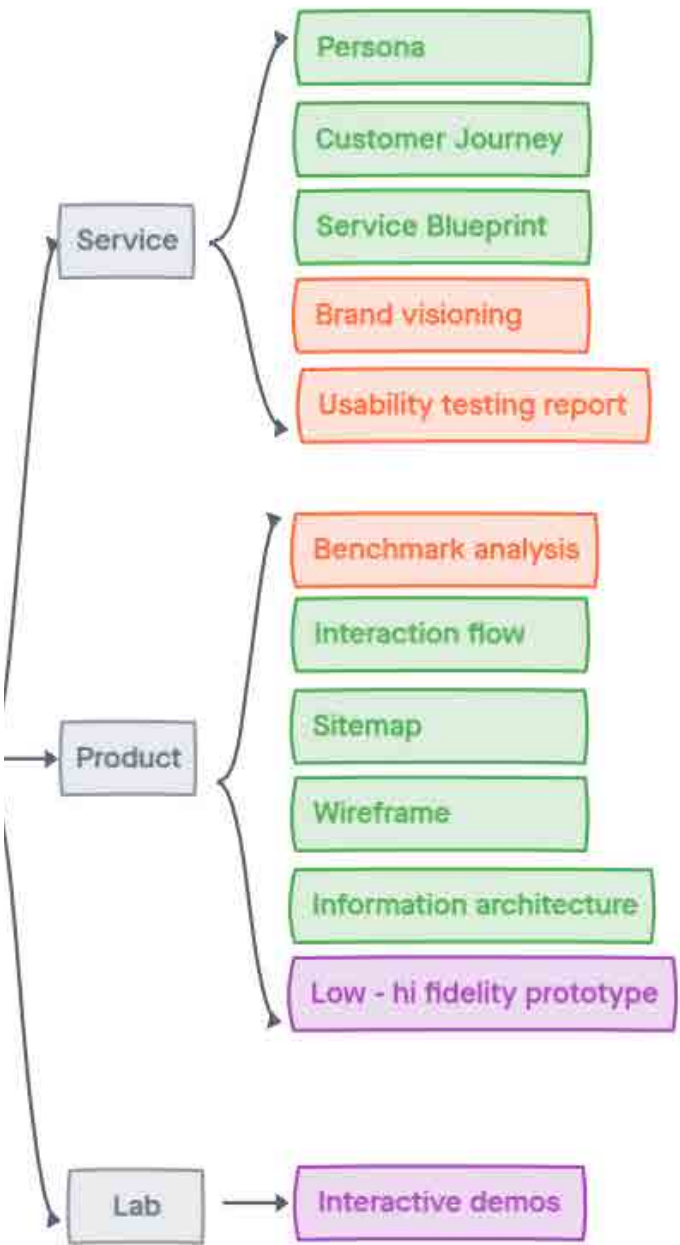 Service
Persona
Customer Journey
Service Blueprint
Brand visioning
Usability testing report
Product
Benchmark analysis
Interaction flow
Sitemap
Wireframe
Information architecture
Low - hi fidelity prototype
Lab
Interactive demos